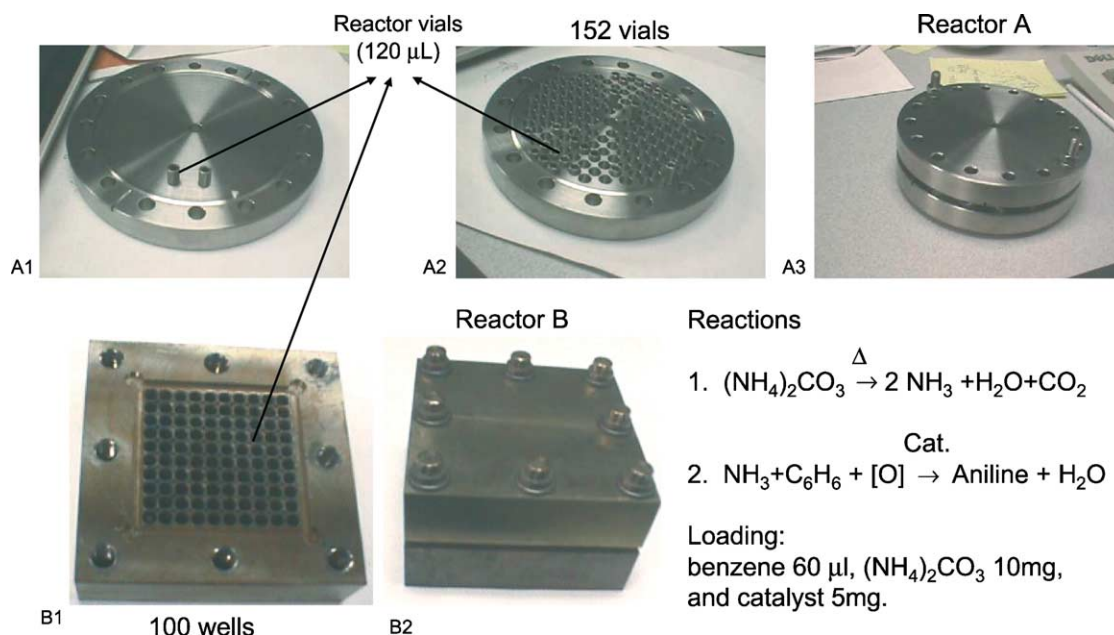 Reactor vials
(120 μL)
152 vials
Reactor A
A1
A2
A3
DELL
Reactor B
Reactions
1. (NH₄)₂CO₃ →Δ 2 NH₃ +H₂O+CO₂
Cat.
2. NH₃+C₆H₆ + [O] → Aniline + H₂O
Loading:
benzene 60 μl, (NH₄)₂CO₃ 10mg,
and catalyst 5mg.
B1
100 wells
B2